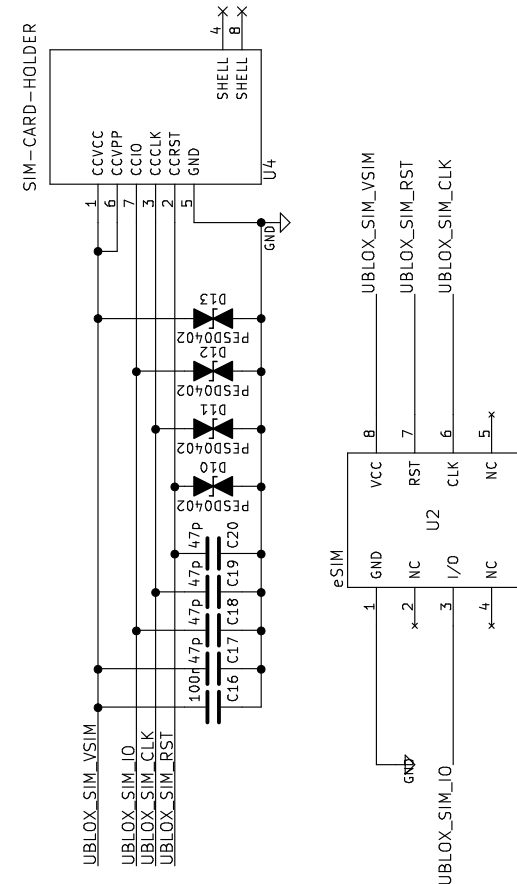 SIM-CARD-HOLDER
U4
SHELL 4
SHELL 8
CCVCC 1
CCVPP 6
CCIO 7
CCCLK 3
CCRST 2
GND 5
GND
D13
PESD0402
D12
PESD0402
D11
PESD0402
D10
PESD0402
47p C20
47p C19
47p C18
47p C17
100n C16
UBLOX_SIM_VSIM
UBLOX_SIM_IO
UBLOX_SIM_CLK
UBLOX_SIM_RST
UBLOX_SIM_VSIM
UBLOX_SIM_RST
UBLOX_SIM_CLK
8 VCC
7 RST
6 CLK
5 NC
eSIM
U2
GND 1
NC 2
I/O 3
NC 4
GND
UBLOX_SIM_IO